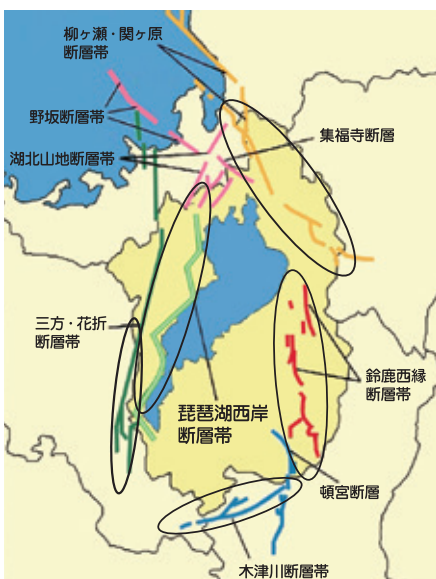 柳ヶ瀬・関ヶ原
断層帯
野坂断層帯
集福寺断層
湖北山地断層帯
三方・花折
断層帯
鈴鹿西縁
断層帯
琵琶湖西岸
断層帯
頓宮断層
木津川断層帯